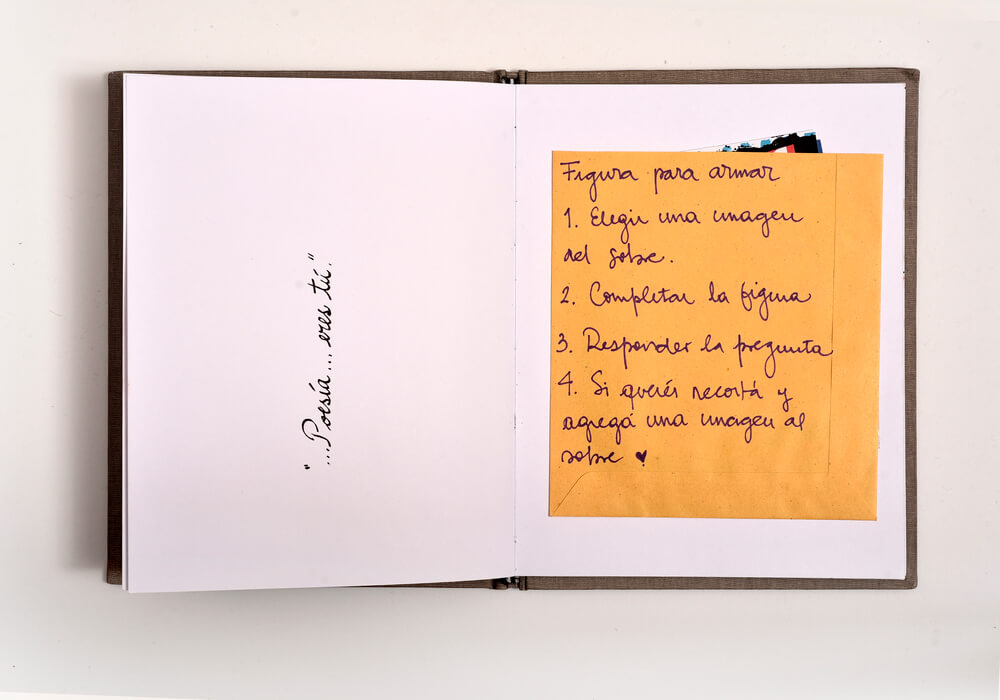 "...Poesía...eres tú."
Figura para armar
1. Elegir una imagen
del sobre.
2. Completar la figura
3. Responder la pregunta
4. Si querés recortá y
agregá una imagen al
sobre ♥